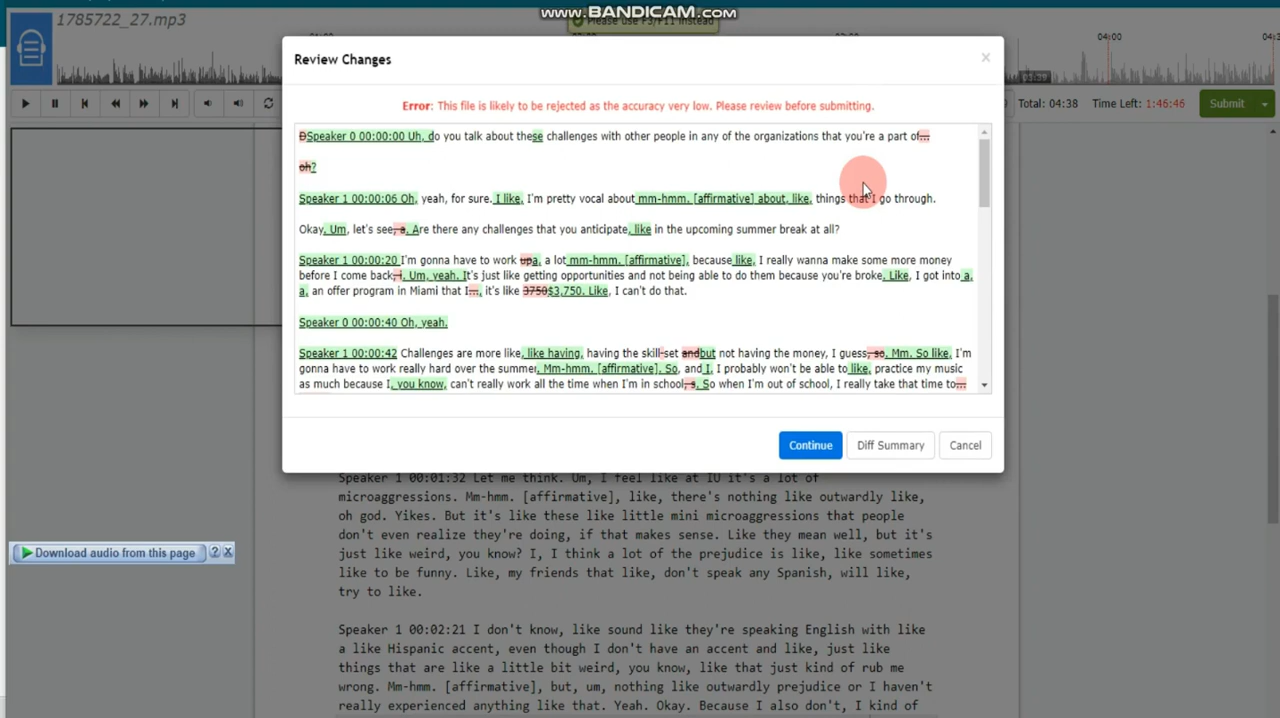 www.BANDICAM.com
1785722_27.mp3
Please use F3/F11 instead
04:00
03:39
Review Changes
×
Total: 04:38
Time Left: 1:46:46
Submit
Error: This file is likely to be rejected as the accuracy very low. Please review before submitting.
DSpeaker 0 00:00:00 Uh, do you talk about these challenges with other people in any of the organizations that you're a part of...
oh?
Speaker 1 00:00:06 Oh, yeah, for sure. I like, I'm pretty vocal about mm-hmm. [affirmative] about, like, things that I go through.
Okay, Um, let's see, a. Are there any challenges that you anticipate, like in the upcoming summer break at all?
Speaker 1 00:00:20 I'm gonna have to work upa, a lot mm-hmm. [affirmative], because like, I really wanna make some more money
before I come back, i. Um, yeah. It's just like getting opportunities and not being able to do them because you're broke. Like, I got into a,
a, an offer program in Miami that I..., it's like 3750$3,750. Like, I can't do that.
Speaker 0 00:00:40 Oh, yeah.
Speaker 1 00:00:42 Challenges are more like, like having, having the skill-set andbut not having the money, I guess, so, Mm. So like, I'm
gonna have to work really hard over the summer, Mm-hmm. [affirmative], So, and I, I probably won't be able to like, practice my music
as much because I, you know, can't really work all the time when I'm in school, s. So when I'm out of school, I really take that time to...
Continue
Diff Summary
Cancel
Speaker 1 00:01:32 Let me think. Um, I feel like at IU it's a lot of
microaggressions. Mm-hmm. [affirmative], like, there's nothing like outwardly like,
oh god. Yikes. But it's like these like little mini microaggressions that people
don't even realize they're doing, if that makes sense. Like they mean well, but it's
just like weird, you know? I, I think a lot of the prejudice is like, like sometimes
like to be funny. Like, my friends that like, don't speak any Spanish, will like,
try to like.
Download audio from this page ? X
Speaker 1 00:02:21 I don't know, like sound like they're speaking English with like
a like Hispanic accent, even though I don't have an accent and like, just like
things that are like a little bit weird, you know, like that just kind of rub me
wrong. Mm-hmm. [affirmative], but, um, nothing like outwardly prejudice or I haven't
really experienced anything like that. Yeah. Okay. Because I also don't, I kind of